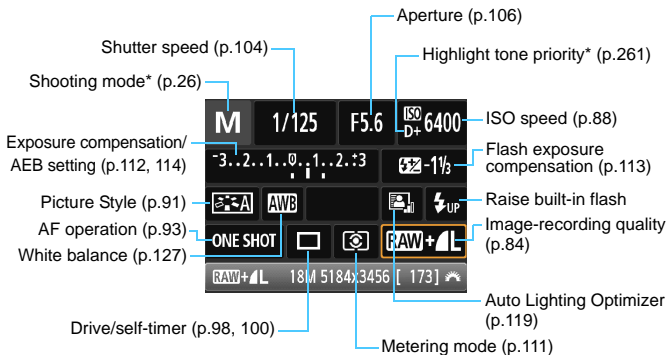 Aperture (p.106)
Shutter speed (p.104)
Highlight tone priority* (p.261)
Shooting mode* (p.26)
M 1/125 F5.6 ISO D+ 6400
ISO speed (p.88)
Exposure compensation/
AEB setting (p.112, 114)
-3..2..1..0..1..2.:3
-1 1/3
Flash exposure
compensation (p.113)
Picture Style (p.91)
A AWB UP
Raise built-in flash
AF operation (p.93)
ONE SHOT RAW+L
Image-recording quality
(p.84)
White balance (p.127)
RAW+L 18M 5184x3456 [ 173]
Auto Lighting Optimizer
(p.119)
Drive/self-timer (p.98, 100)
Metering mode (p.111)